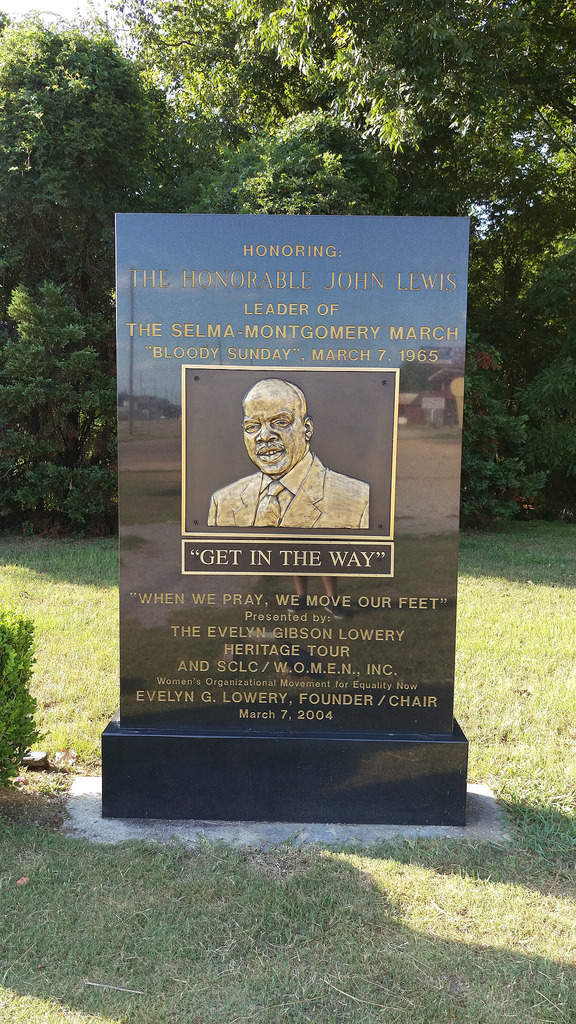 HONORING:
THE HONORABLE JOHN LEWIS
LEADER OF
THE SELMA-MONTGOMERY MARCH
"BLOODY SUNDAY", MARCH 7, 1965
"GET IN THE WAY"
"WHEN WE PRAY, WE MOVE OUR FEET"
Presented by:
THE EVELYN GIBSON LOWERY
HERITAGE TOUR
AND SCLC/W.O.M.E.N., INC.
Women's Organizational Movement for Equality Now
EVELYN G. LOWERY, FOUNDER/CHAIR
March 7, 2004